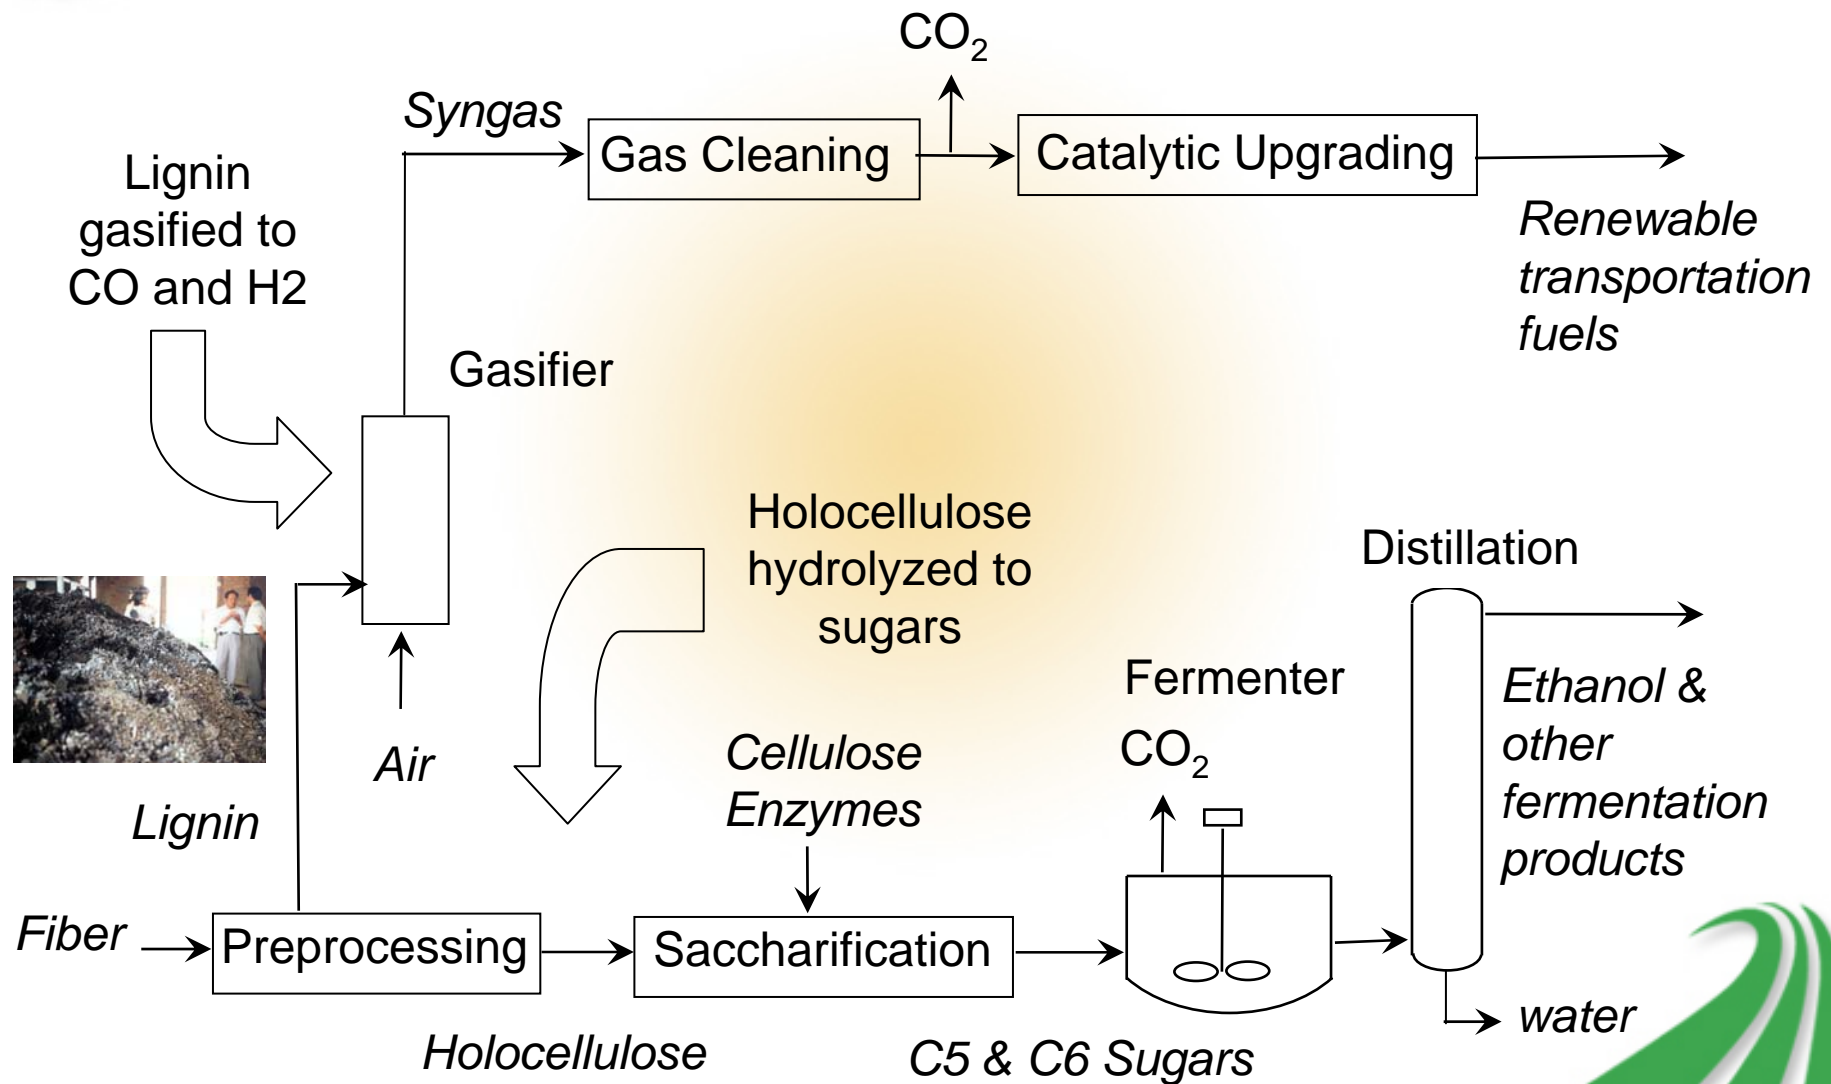 CO₂
Syngas
Gas Cleaning
Catalytic Upgrading
Lignin
gasified to
CO and H2
Renewable
transportation
fuels
Gasifier
Holocellulose
hydrolyzed to
sugars
Distillation
Fermenter
CO₂
Ethanol &
other
fermentation
products
Air
Cellulose
Enzymes
Lignin
Fiber
Preprocessing
Saccharification
water
Holocellulose
C5 & C6 Sugars